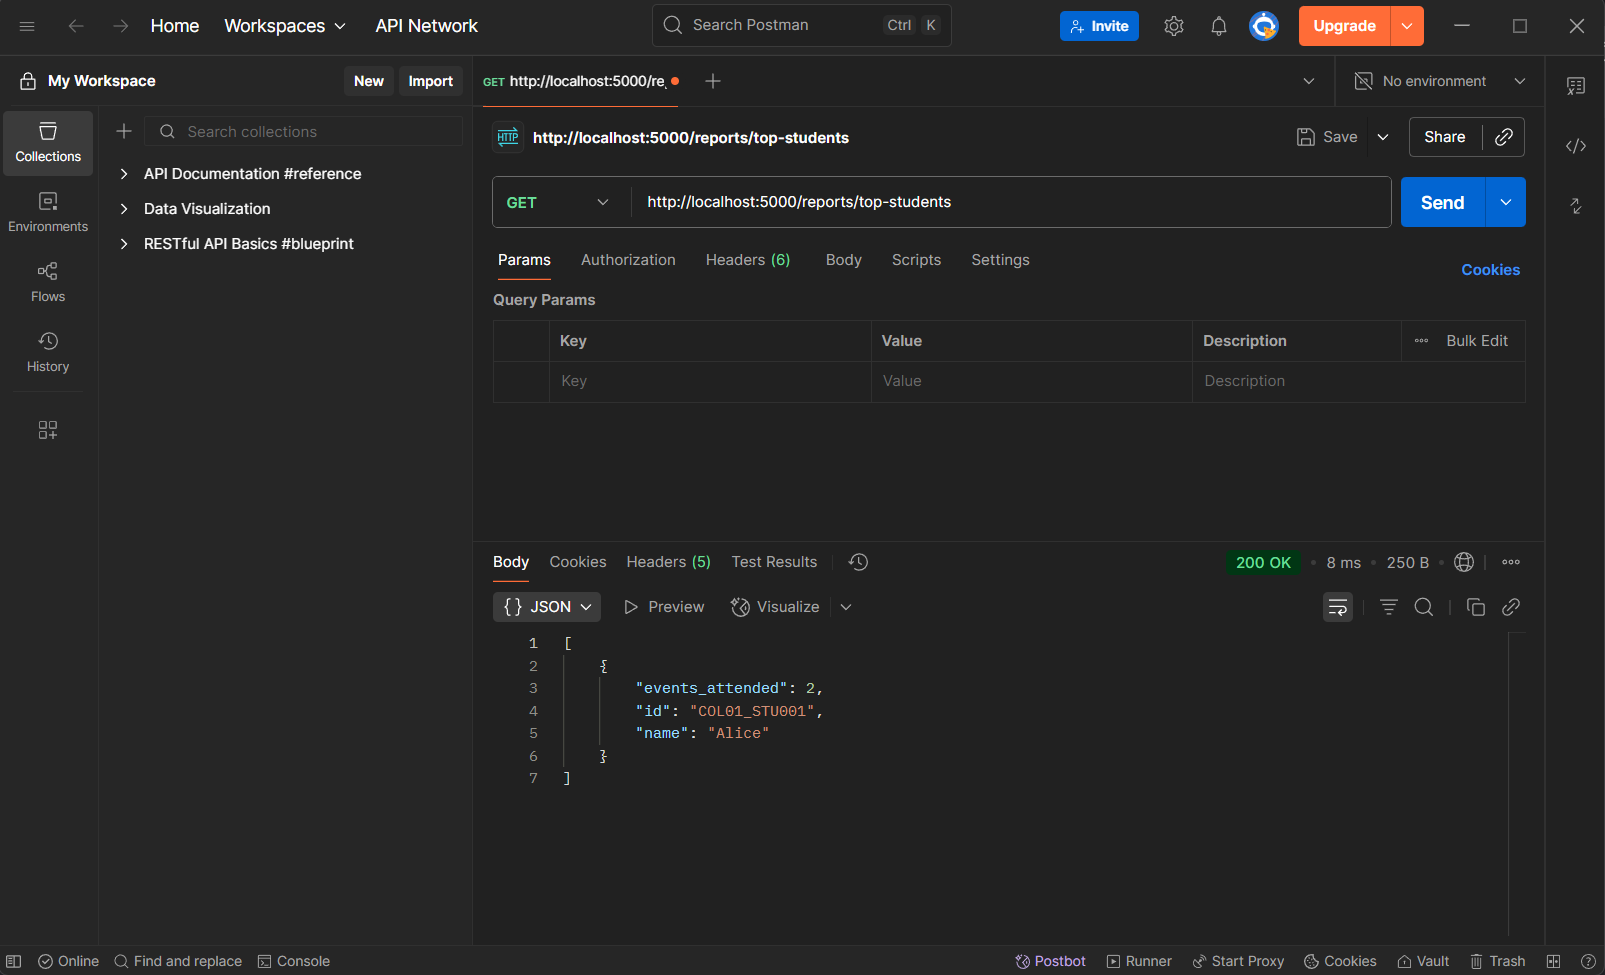 Home
Workspaces
API Network
Search Postman
Ctrl
K
Invite
Upgrade
My Workspace
New
Import
GET http://localhost:5000/re
No environment
Collections
Environments
Flows
History
Search collections
API Documentation #reference
Data Visualization
RESTful API Basics #blueprint
HTTP
http://localhost:5000/reports/top-students
Save
Share
GET
http://localhost:5000/reports/top-students
Send
Params
Authorization
Headers (6)
Body
Scripts
Settings
Cookies
Query Params
Key
Value
Description
Bulk Edit
Key
Value
Description
Body
Cookies
Headers (5)
Test Results
200 OK
8 ms
250 B
{} JSON
Preview
Visualize
1 [
2 {
3 "events_attended": 2,
4 "id": "COL01_STU001",
5 "name": "Alice"
6 }
7 ]
Online
Find and replace
Console
Postbot
Runner
Start Proxy
Cookies
Vault
Trash